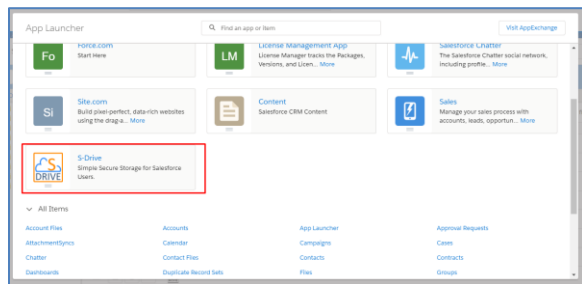 App Launcher
Find an app or item
Visit AppExchange
Fo
Force.com
Start Here
LM
License Management App
License Manager tracks the Packages,
Versions, and Licen... More
Salesforce Chatter
The Salesforce Chatter social network,
including profile... More
Si
Site.com
Build pixel-perfect, data-rich websites
using the drag-a... More
Content
Salesforce CRM Content
Sales
Manage your sales process with
accounts, leads, opportun... More
S
DRIVE
S-Drive
Simple Secure Storage for Salesforce
Users.
All Items
Account Files
Accounts
App Launcher
Approval Requests
AttachmentSyncs
Calendar
Campaigns
Cases
Chatter
Contact Files
Contacts
Contracts
Dashboards
Duplicate Record Sets
Files
Groups